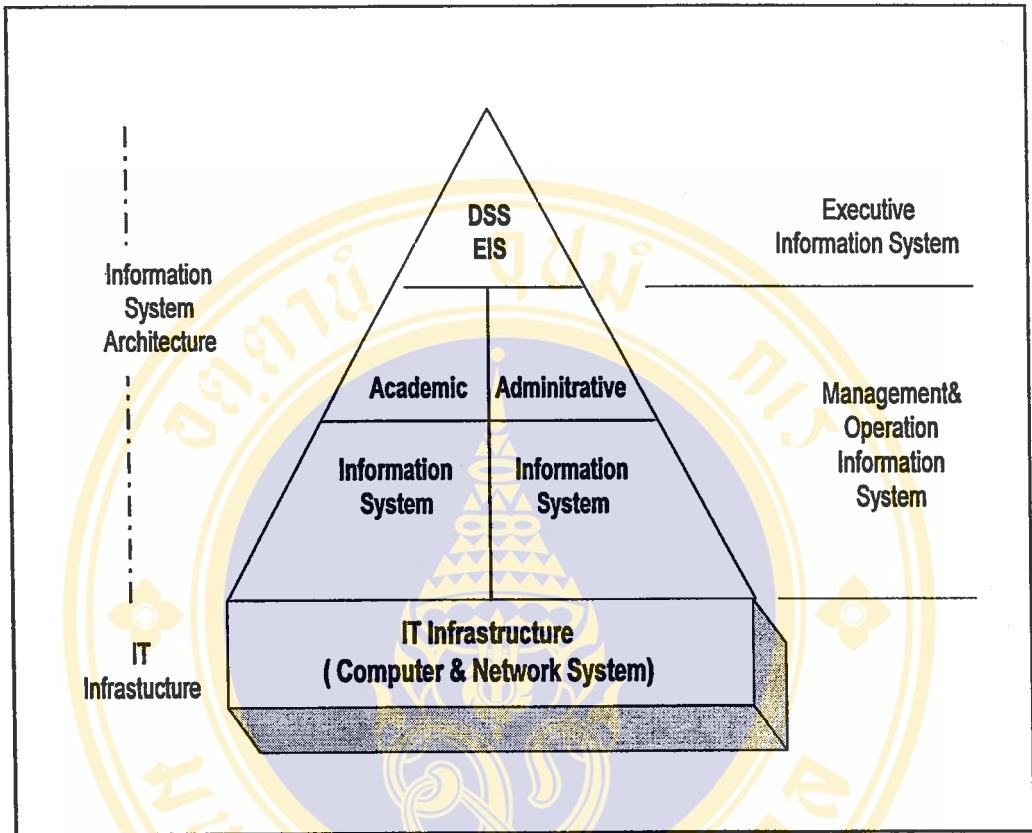 DSS
EIS
Executive
Information System
Information
System
Architecture
Academic
Adminitrative
Management&
Operation
Information
System
Information
System
Information
System
IT Infrastructure
( Computer & Network System)
IT
Infrastucture